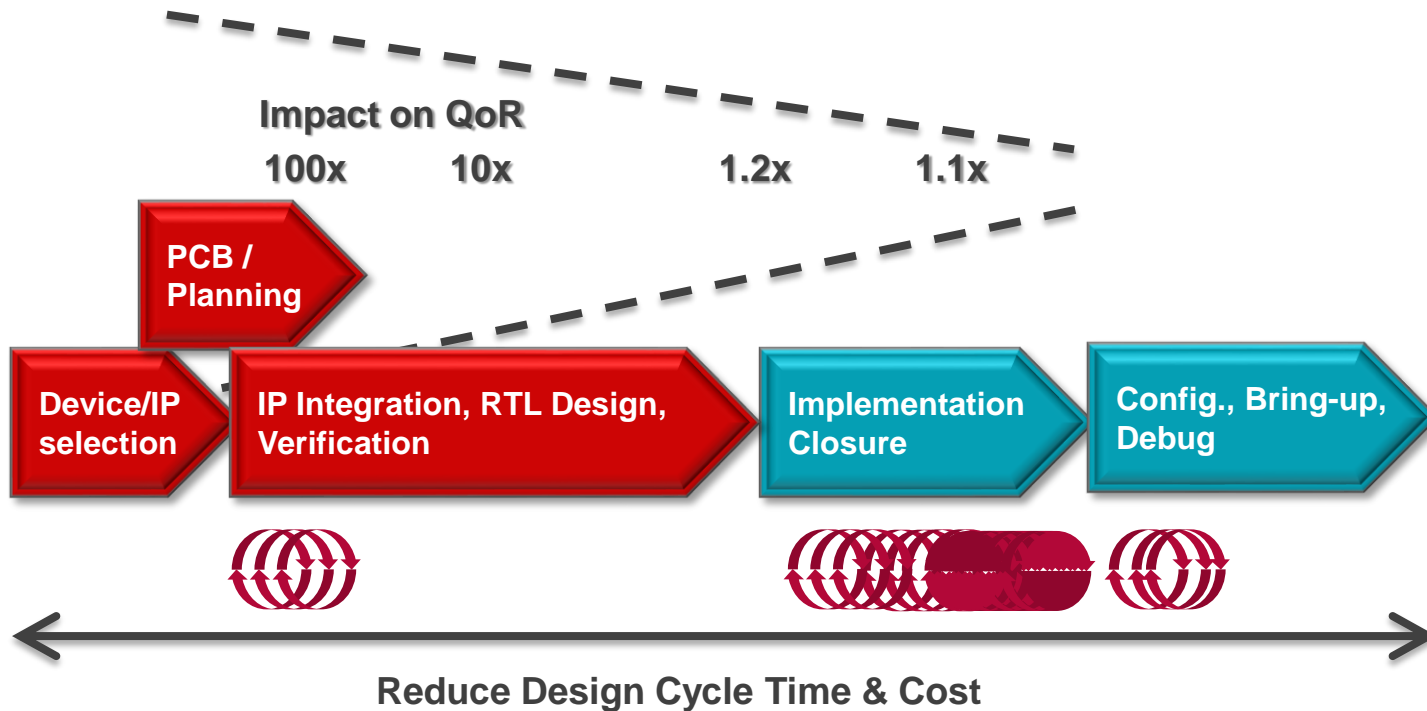 Impact on QoR
100x 10x 1.2x 1.1x
PCB /
Planning
Device/IP
selection
IP Integration, RTL Design,
Verification
Implementation
Closure
Config., Bring-up,
Debug
Reduce Design Cycle Time & Cost